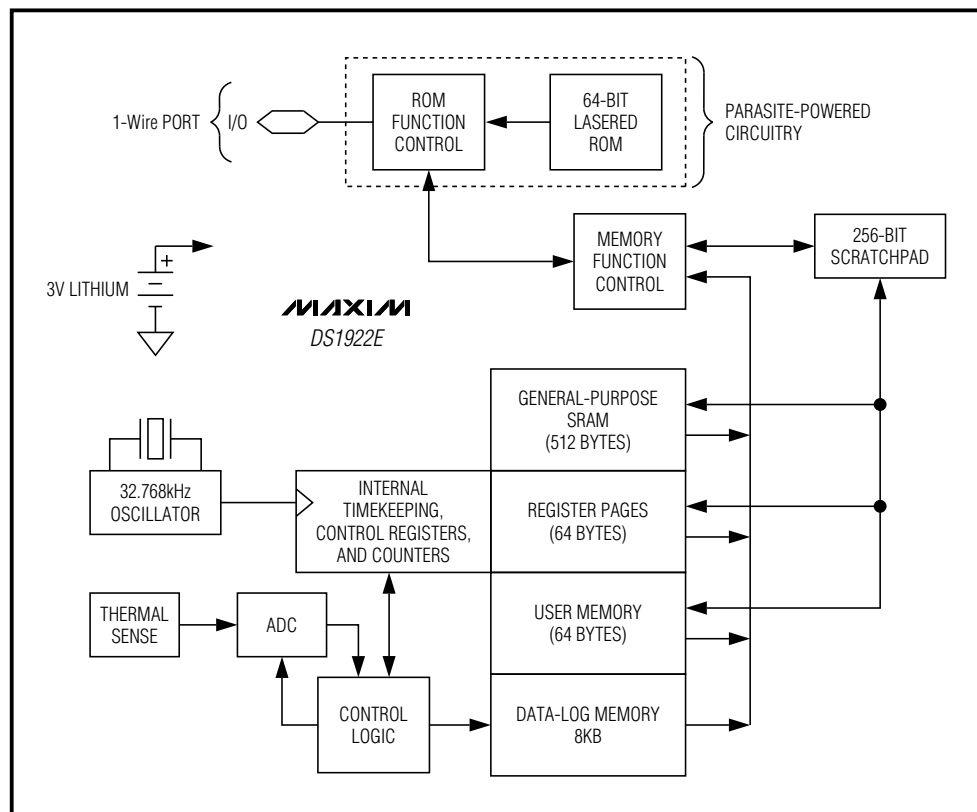 1-Wire PORT
I/O
ROM
FUNCTION
CONTROL
64-BIT
LASERED
ROM
PARASITE-POWERED
CIRCUITRY
MEMORY
FUNCTION
CONTROL
256-BIT
SCRATCHPAD
+
3V LITHIUM
MAXIM
DS1922E
GENERAL-PURPOSE
SRAM
(512 BYTES)
32.768kHz
OSCILLATOR
INTERNAL
TIMEKEEPING,
CONTROL REGISTERS,
AND COUNTERS
REGISTER PAGES
(64 BYTES)
THERMAL
SENSE
ADC
USER MEMORY
(64 BYTES)
CONTROL
LOGIC
DATA-LOG MEMORY
8KB